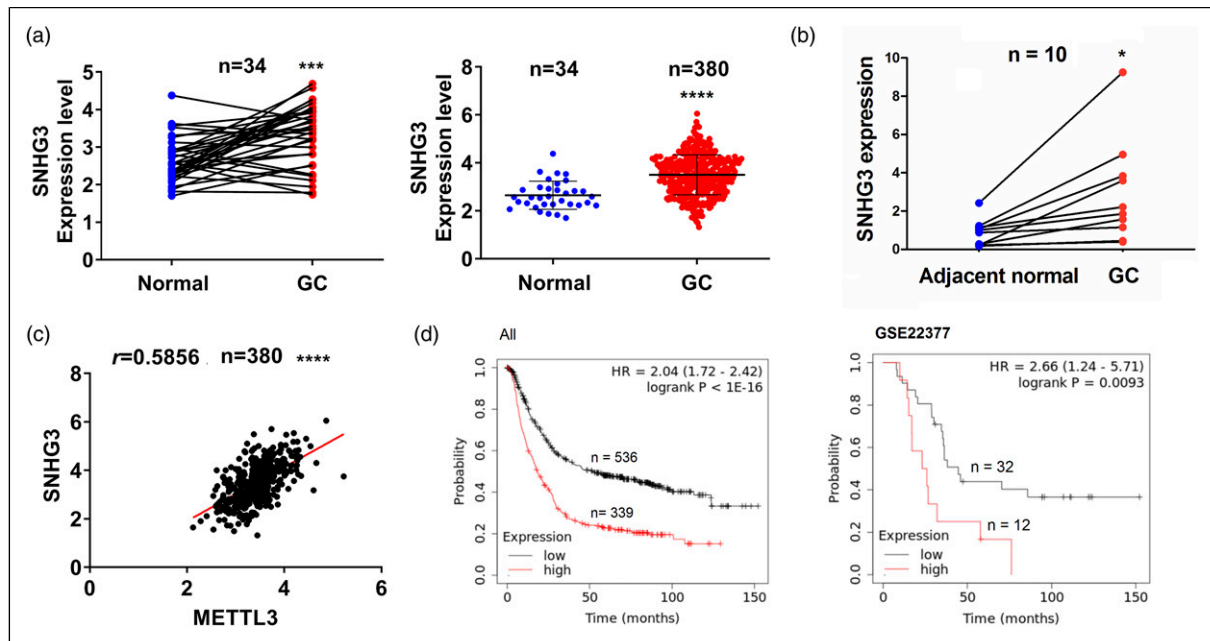 (a)
n=34 ***
SNHG3
Expression level
5
4
3
2
1
0
Normal GC
n=34 n=380
****
SNHG3
Expression level
8
6
4
2
0
Normal GC
(b)
n = 10 *
SNHG3 expression
10
8
6
4
2
0
Adjacent normal GC
(c)
r=0.5856 n=380 ****
SNHG3
8
6
4
2
0
0 2 4 6
METTL3
(d)
All
HR = 2.04 (1.72 - 2.42)
logrank P < 1E-16
Probability
1.0
0.8
0.6
0.4
0.2
0.0
n = 536
n = 339
Expression
low
high
0 50 100 150
Time (months)
GSE22377
HR = 2.66 (1.24 - 5.71)
logrank P = 0.0093
Probability
1.0
0.8
0.6
0.4
0.2
0.0
n = 32
n = 12
Expression
low
high
0 50 100 150
Time (months)